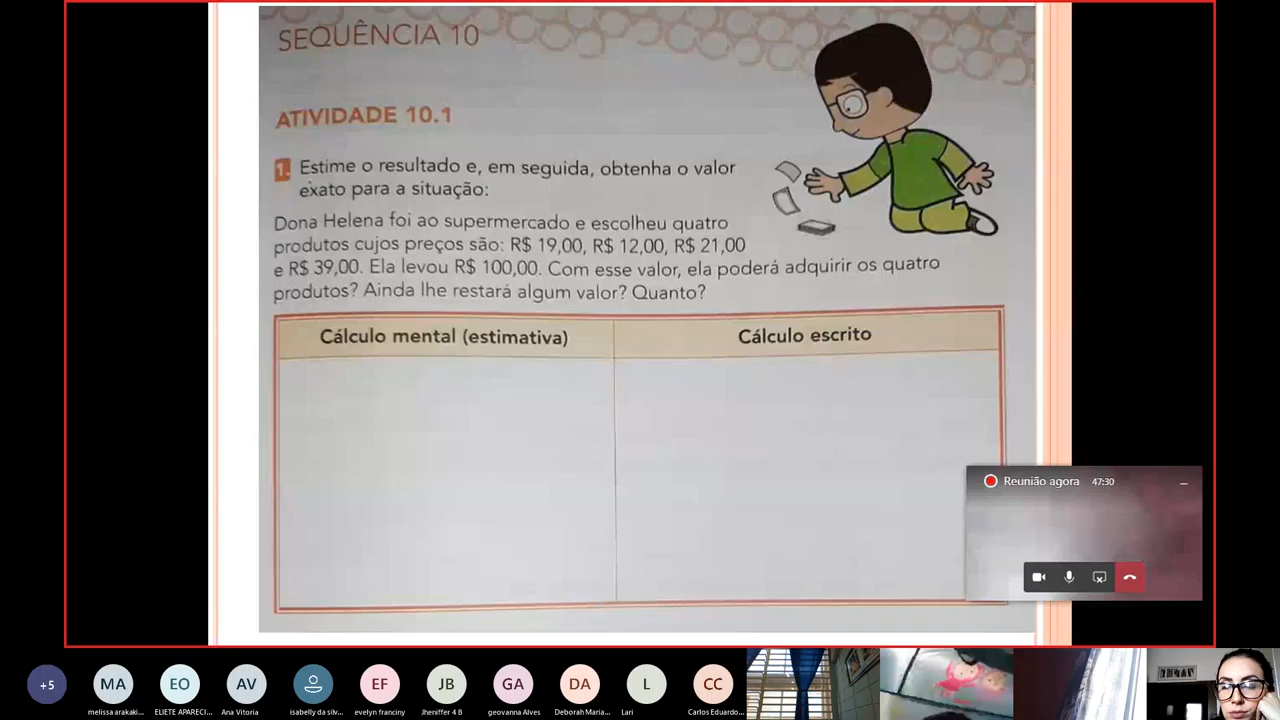 SEQUÊNCIA 10
ATIVIDADE 10.1
1. Estime o resultado e, em seguida, obtenha o valor
exato para a situação:
Dona Helena foi ao supermercado e escolheu quatro
produtos cujos preços são: R$ 19,00, R$ 12,00, R$ 21,00
e R$ 39,00. Ela levou R$ 100,00. Com esse valor, ela poderá adquirir os quatro
produtos? Ainda lhe restará algum valor? Quanto?
Cálculo mental (estimativa)
Cálculo escrito
Reunião agora 47:30
+5
MA
EO
AV
EF
JB
GA
DA
L
CC
melissa arakaki...
ELIETE APARECI...
Ana Vitoria
isabelly da silv...
evelyn franciny
Jheniffer 4 B
geovanna Alves
Deborah Maria...
Lari
Carlos Eduardo...